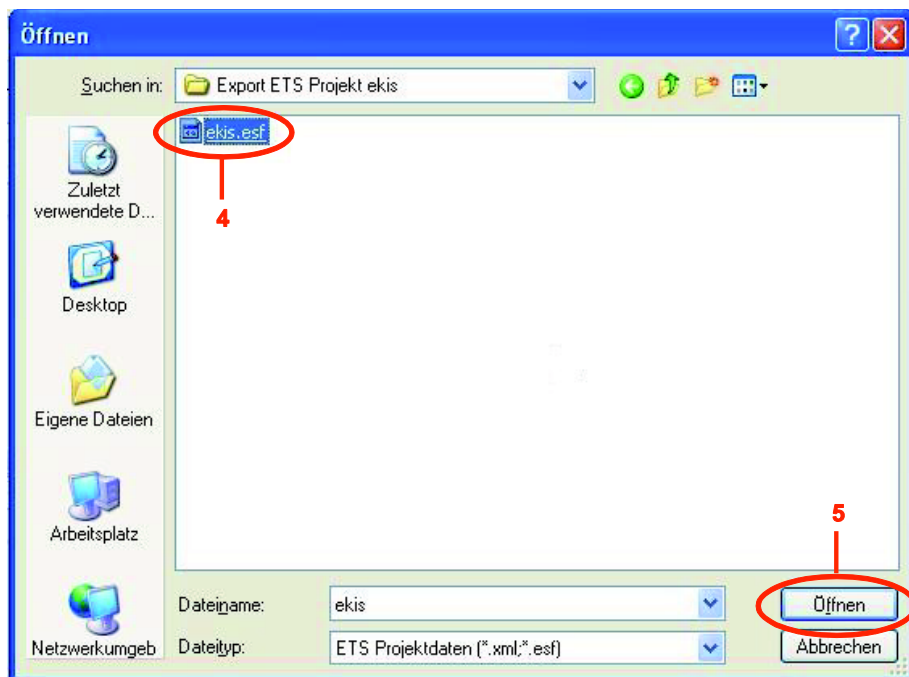 Öffnen
Suchen in: Export ETS Projekt ekis
ekis.esf
4
Zuletzt
verwendete D...
Desktop
Eigene Dateien
Arbeitsplatz
5
Dateiname: ekis Öffnen
Netzwerkumgeb Dateityp: ETS Projektdaten (*.xml;*.esf) Abbrechen